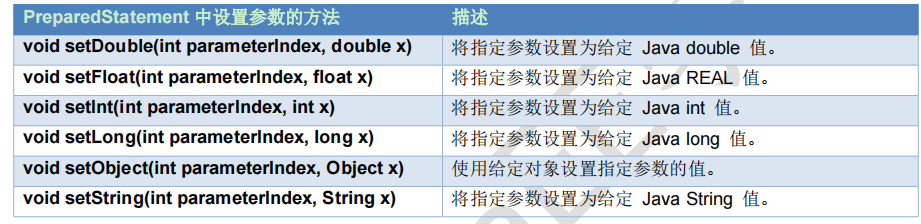 PreparedStatement 中设置参数的方法 描述
void setDouble(int parameterIndex, double x) 将指定参数设置为给定 Java double 值。
void setFloat(int parameterIndex, float x) 将指定参数设置为给定 Java REAL 值。
void setInt(int parameterIndex, int x) 将指定参数设置为给定 Java int 值。
void setLong(int parameterIndex, long x) 将指定参数设置为给定 Java long 值。
void setObject(int parameterIndex, Object x) 使用给定对象设置指定参数的值。
void setString(int parameterIndex, String x) 将指定参数设置为给定 Java String 值。